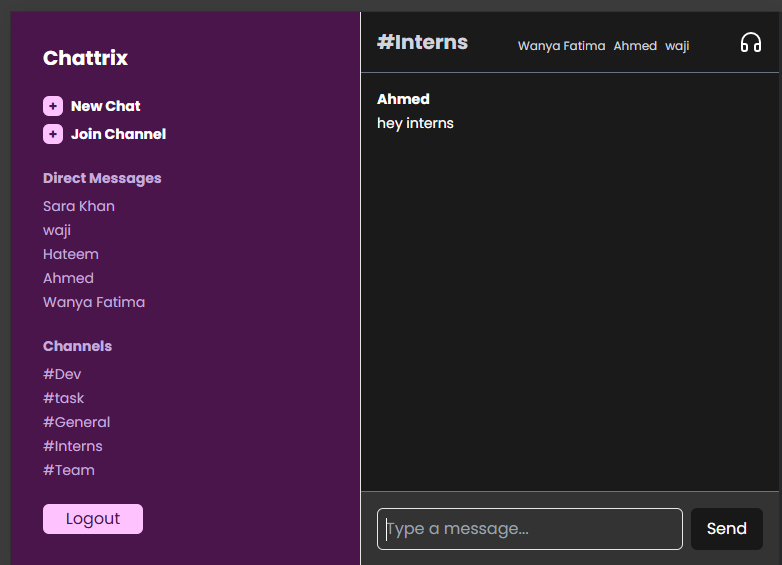 Chattrix
+ New Chat
+ Join Channel
Direct Messages
Sara Khan
waji
Hateem
Ahmed
Wanya Fatima
Channels
#Dev
#task
#General
#Interns
#Team
Logout
#Interns Wanya Fatima Ahmed waji
Ahmed
hey interns
Type a message... Send